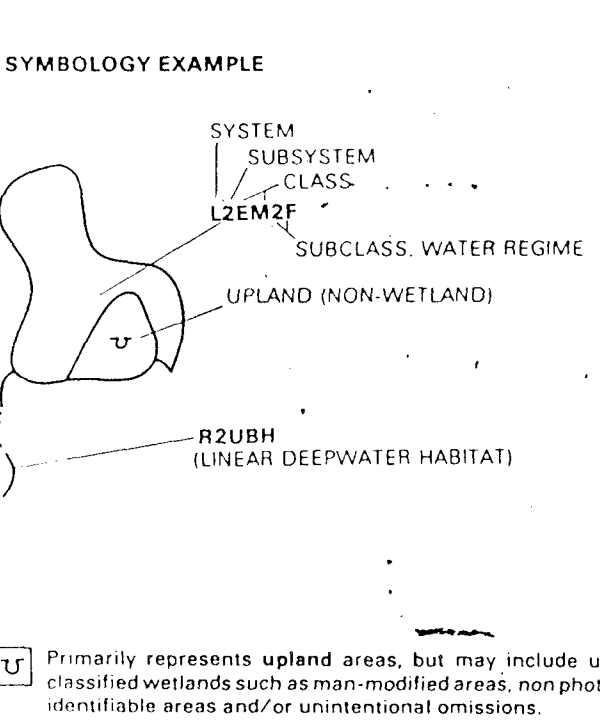 SYMBOLOGY EXAMPLE
SYSTEM
SUBSYSTEM
CLASS
L2EM2F
SUBCLASS, WATER REGIME
UPLAND (NON-WETLAND)
U
R2UBH
(LINEAR DEEPWATER HABITAT)
U Primarily represents upland areas, but may include
classified wetlands such as man-modified areas, non
identifiable areas and/or unintentional omissions.